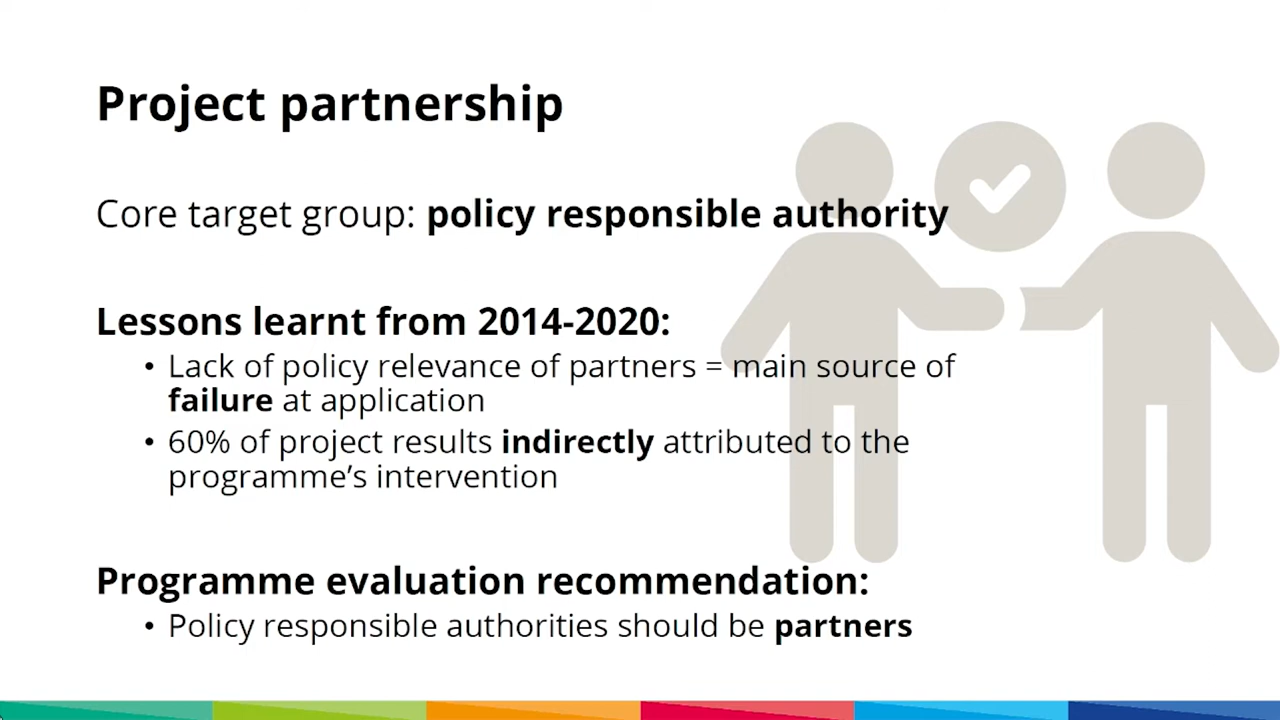 Project partnership
Core target group: policy responsible authority
Lessons learnt from 2014-2020:
• Lack of policy relevance of partners = main source of
failure at application
• 60% of project results indirectly attributed to the
programme’s intervention
Programme evaluation recommendation:
• Policy responsible authorities should be partners